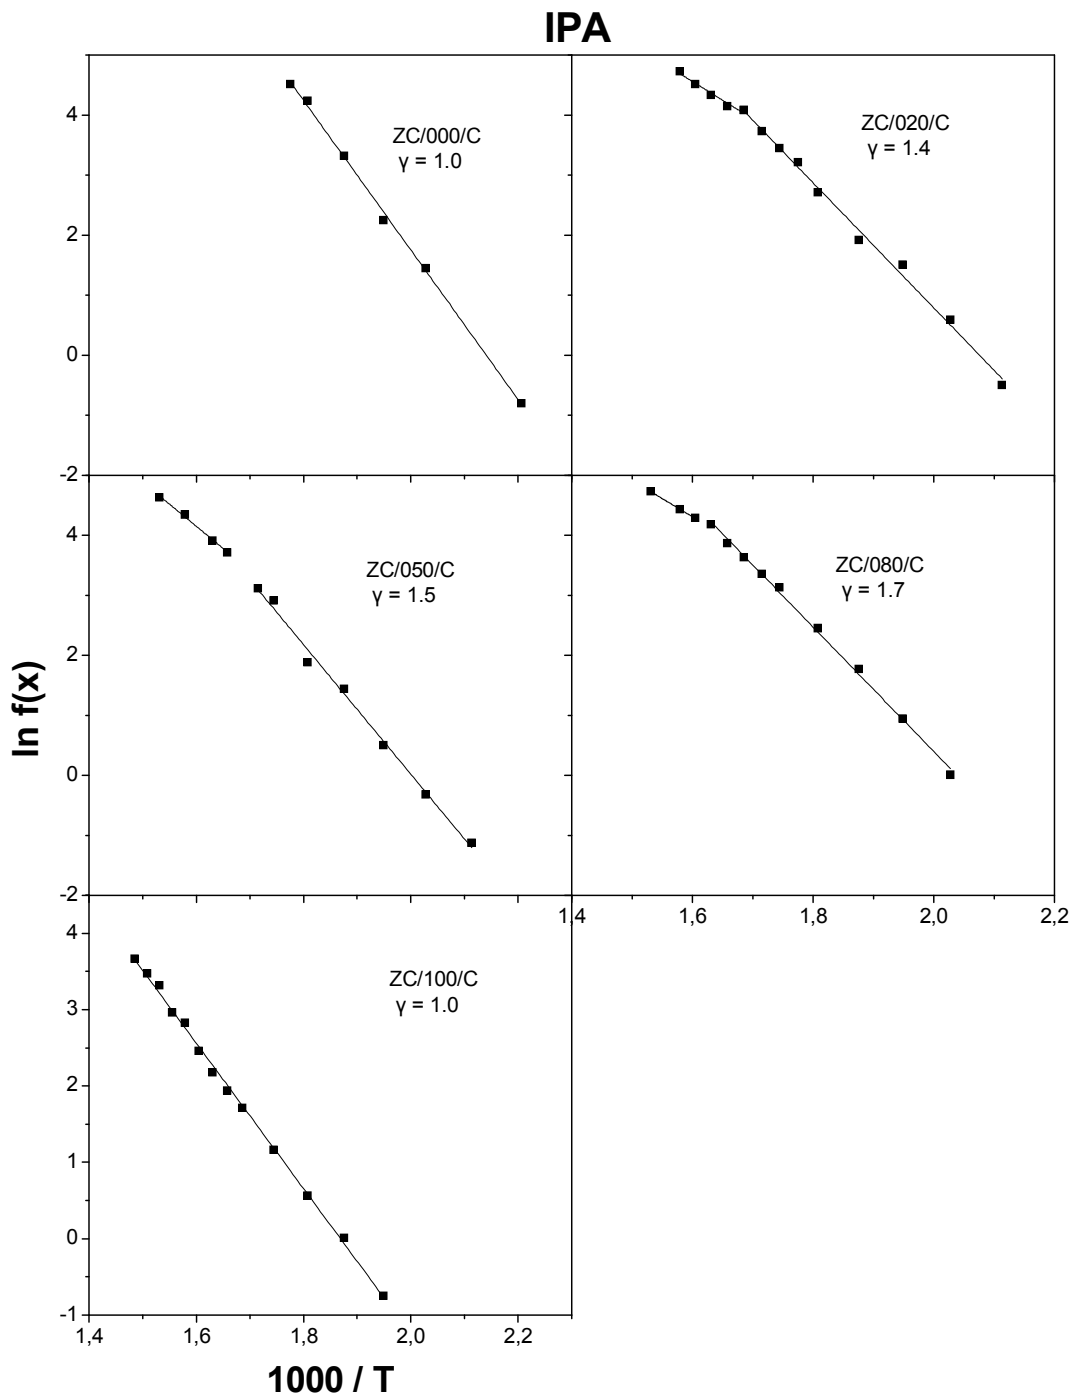 IPA
4
2
0
-2
ZC/000/C
γ = 1.0
ZC/020/C
γ = 1.4
4
2
0
-2
ZC/050/C
γ = 1.5
ZC/080/C
γ = 1.7
1,4 1,6 1,8 2,0 2,2
ln f(x)
4
3
2
1
0
-1
ZC/100/C
γ = 1.0
1,4 1,6 1,8 2,0 2,2
1000 / T